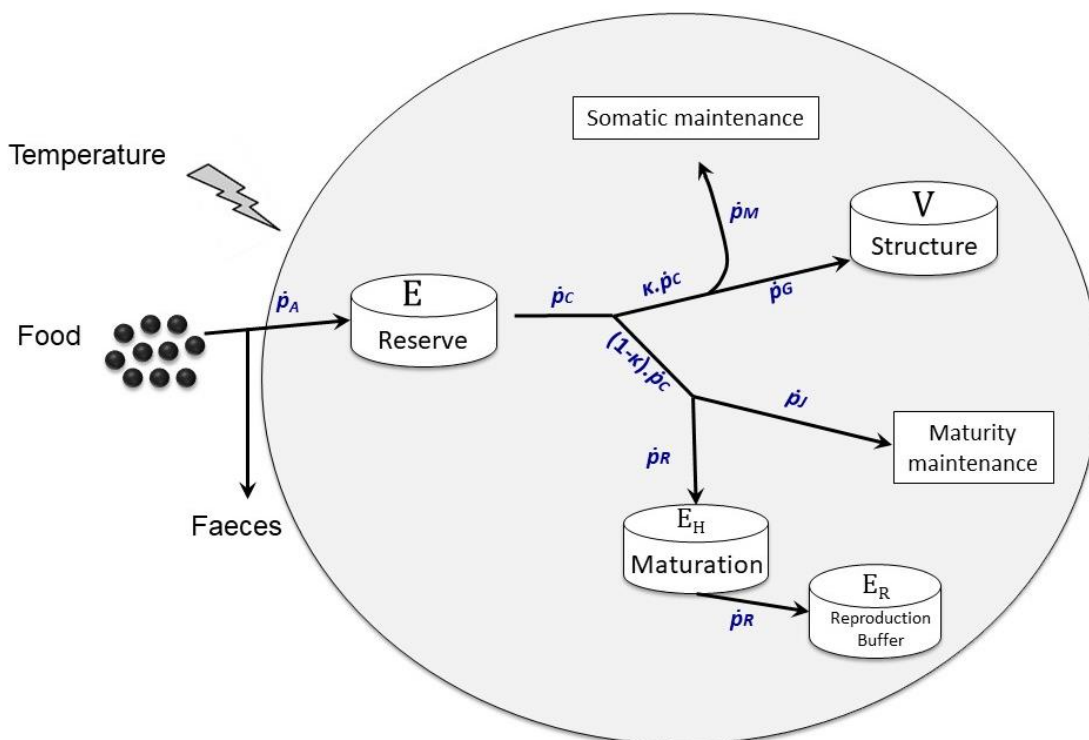 Somatic maintenance
Temperature
V
Structure
ṗM
κ.ṗC
ṗG
E
Reserve
ṗA
ṗC
Food
(1-κ).ṗC
ṗJ
Maturity
maintenance
ṗR
Faeces
EH
Maturation
ER
Reproduction
Buffer
ṗR